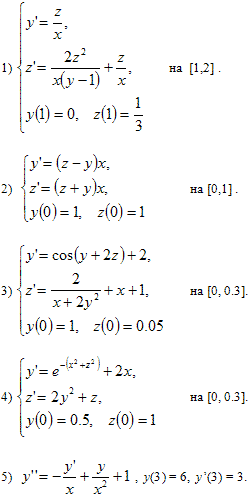 1) { y' = z/x,
z' = 2z²/(x(y−1)) + z/x, на [1,2] .
y(1) = 0, z(1) = 1/3
2) { y' = (z − y)x,
z' = (z + y)x, на [0,1] .
y(0) = 1, z(0) = 1
3) { y' = cos(y + 2z) + 2,
z' = 2/(x + 2y²) + x + 1, на [0, 0.3].
y(0) = 1, z(0) = 0.05
4) { y' = e^(−(x² + z²)) + 2x,
z' = 2y² + z, на [0, 0.3].
y(0) = 0.5, z(0) = 1
5) y'' = −y'/x + y/x² + 1 , y(3) = 6, y'(3) = 3.